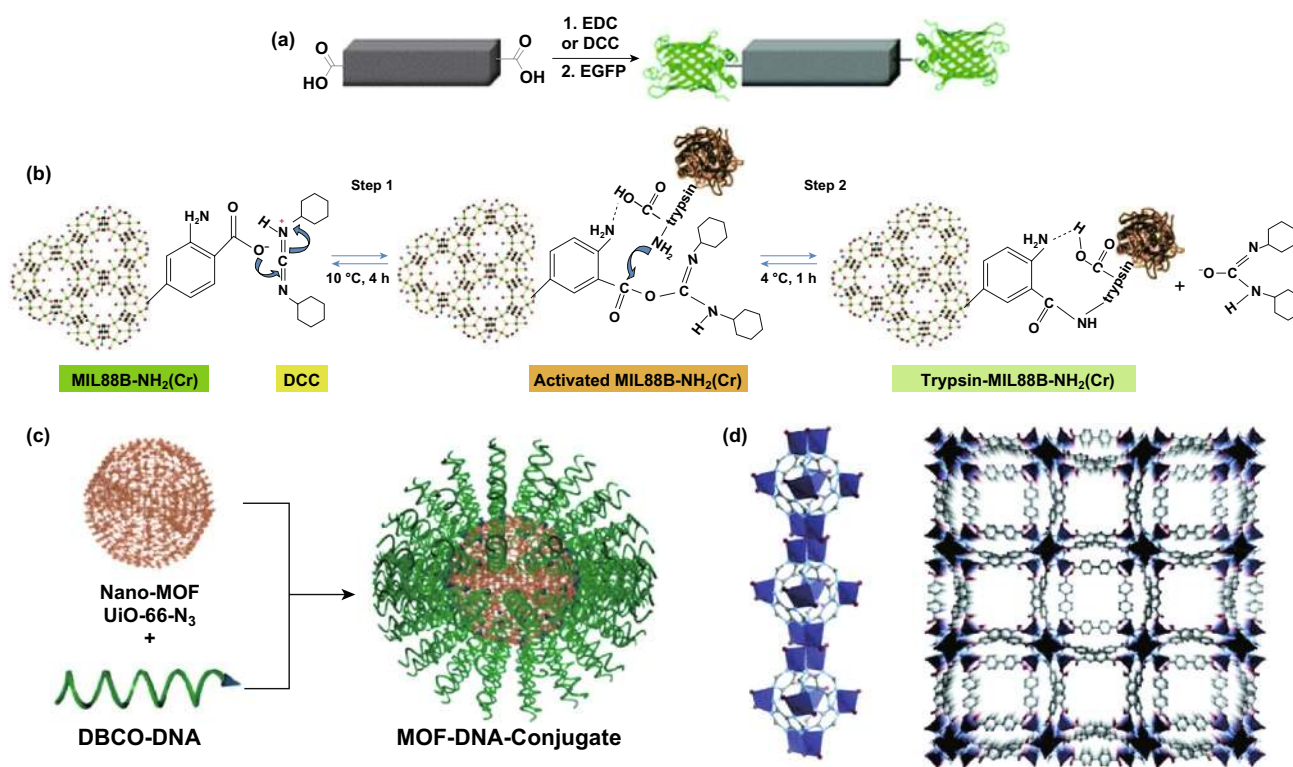 (a)
O
HO
O
OH
1. EDC
or DCC
2. EGFP
(b)
H₂N
O
O⁻
H
N
+
C
N
Step 1
10 °C, 4 h
HO
O
C
trypsin
H₂N
NH₂
N
C
O
C
O
N
H
Step 2
4 °C, 1 h
H₂N
H
O
O
C
trypsin
C
O
NH
+
⁻O
C
N
N
H
MIL88B-NH₂(Cr)
DCC
Activated MIL88B-NH₂(Cr)
Trypsin-MIL88B-NH₂(Cr)
(c)
Nano-MOF
UiO-66-N₃
+
DBCO-DNA
MOF-DNA-Conjugate
(d)